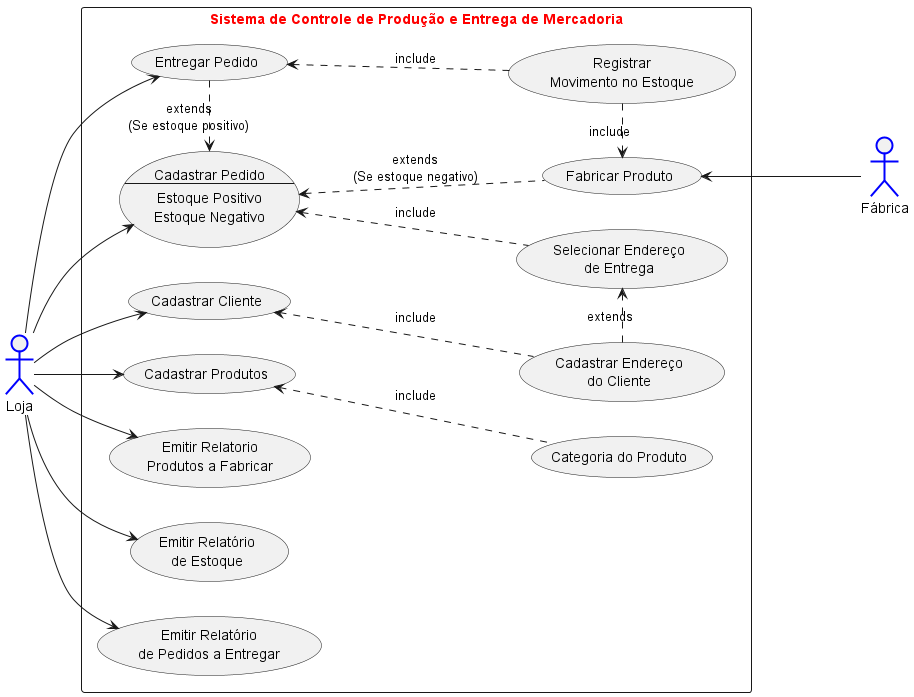 Sistema de Controle de Produção e Entrega de Mercadoria
Entregar Pedido
include
Registrar
Movimento no Estoque
extends
(Se estoque positivo)
include
Cadastrar Pedido
Estoque Positivo
Estoque Negativo
extends
(Se estoque negativo)
Fabricar Produto
Fábrica
include
Selecionar Endereço
de Entrega
Cadastrar Cliente
include
extends
Cadastrar Endereço
do Cliente
Loja
Cadastrar Produtos
include
Categoria do Produto
Emitir Relatorio
Produtos a Fabricar
Emitir Relatório
de Estoque
Emitir Relatório
de Pedidos a Entregar